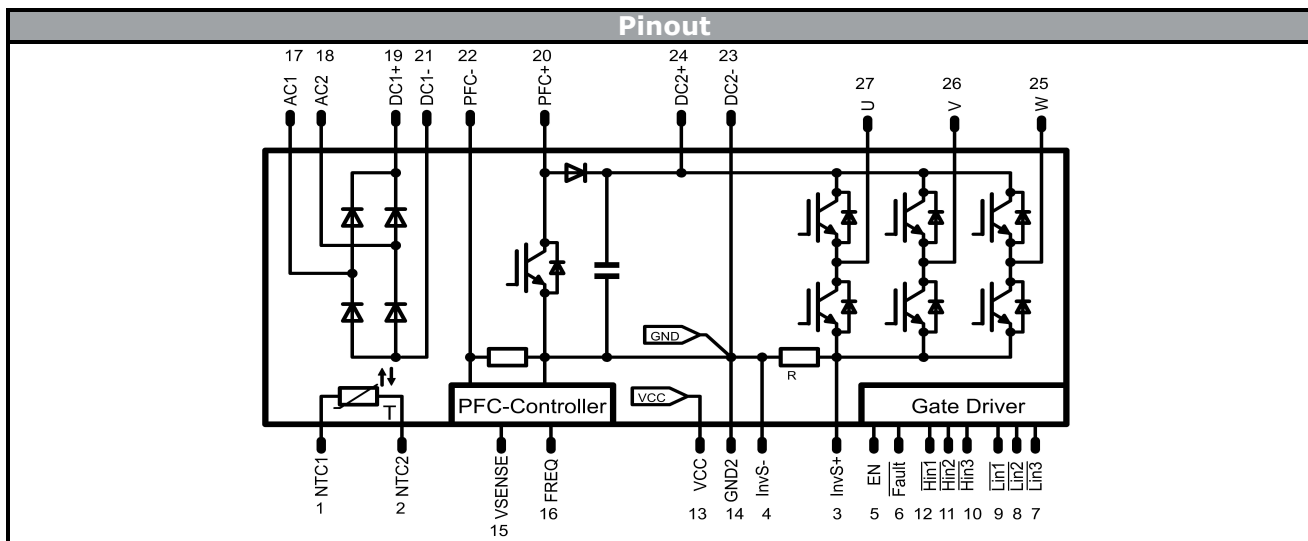 Pinout
17 18 19 21 22 20 24 23
AC1
AC2
DC1+
DC1-
PFC-
PFC+
DC2+
DC2-
27 26 25
U
V
W
GND
R
T
PFC-Controller
VCC
Gate Driver
NTC1
NTC2
VSENSE
FREQ
VCC
GND2
InvS-
InvS+
EN
Fault
Hin1
Hin2
Hin3
Lin1
Lin2
Lin3
1 2 15 16 13 14 4 3 5 6 12 11 10 9 8 7